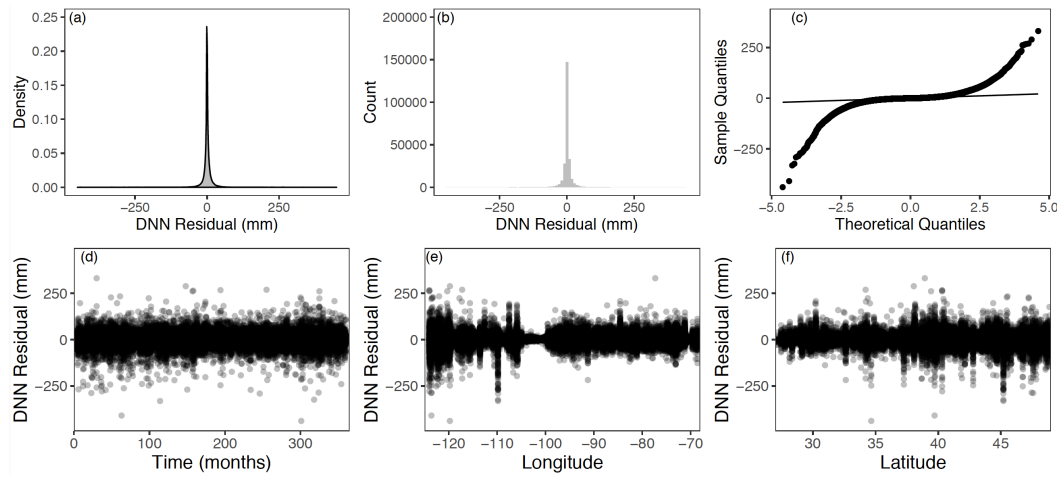 (a)
0.25
0.20
0.15
0.10
0.05
0.00
Density
−250 0 250
DNN Residual (mm)
(b)
200000
150000
100000
50000
0
Count
−250 0 250
DNN Residual (mm)
(c)
250
0
−250
Sample Quantiles
−5.0 −2.5 0.0 2.5 5.0
Theoretical Quantiles
(d)
250
0
−250
DNN Residual (mm)
0 100 200 300
Time (months)
(e)
250
0
−250
DNN Residual (mm)
−120 −110 −100 −90 −80 −70
Longitude
(f)
250
0
−250
DNN Residual (mm)
30 35 40 45
Latitude